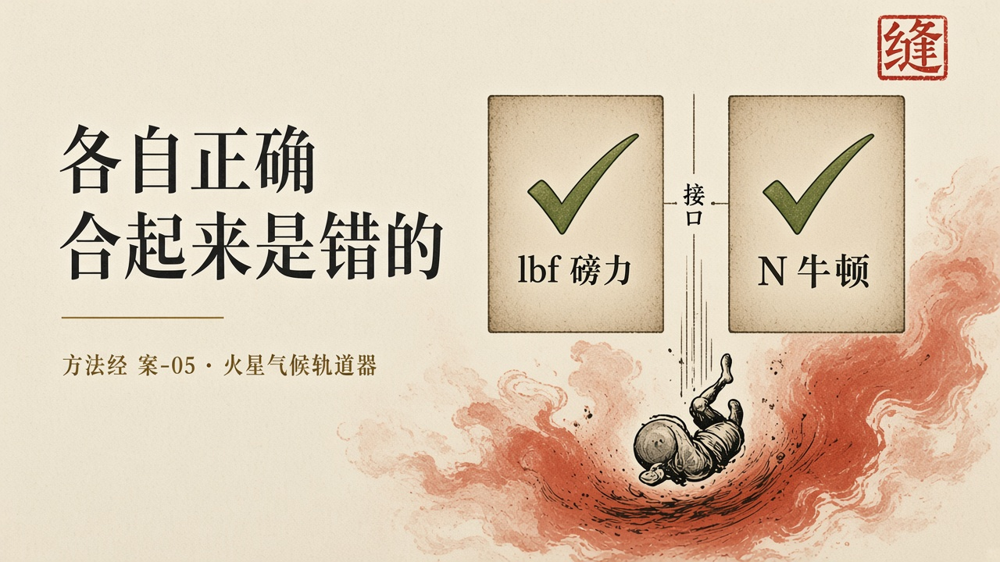 缝
各自正确
合起来是错的
方法经 案-05 · 火星气候轨道器
lbf 磅力
接口
N 牛顿